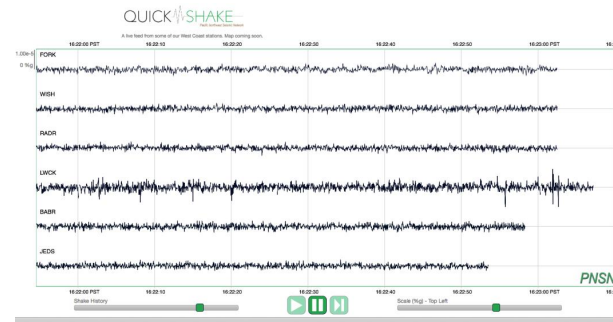 QUICK SHAKE
A live feed from some of our West Coast stations. Map coming soon.
16:22:00 PST 16:22:10 16:22:20 16:22:30 16:22:40 16:22:50 16:23:00 PST
1.00e-5 FORK
0 %g
WISH
RADR
LWCK
BABR
JEDS
PNSN
16:22:00 PST 16:22:10 16:22:20 16:22:30 16:22:40 16:22:50 16:23:00 PST
Shake History Scale (%g) - Top Left